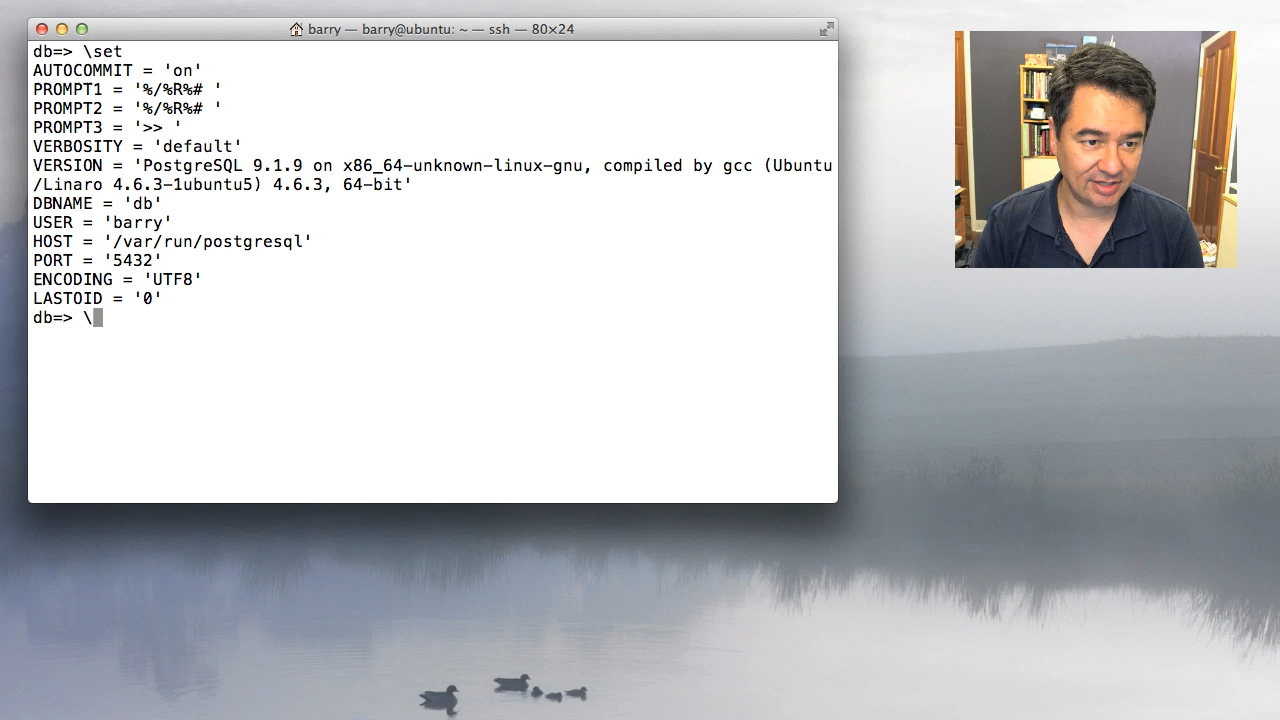 barry — barry@ubuntu: ~ — ssh — 80×24
db=> \set
AUTOCOMMIT = 'on'
PROMPT1 = '%/%R%# '
PROMPT2 = '%/%R%# '
PROMPT3 = '>> '
VERBOSITY = 'default'
VERSION = 'PostgreSQL 9.1.9 on x86_64-unknown-linux-gnu, compiled by gcc (Ubuntu
/Linaro 4.6.3-1ubuntu5) 4.6.3, 64-bit'
DBNAME = 'db'
USER = 'barry'
HOST = '/var/run/postgresql'
PORT = '5432'
ENCODING = 'UTF8'
LASTOID = '0'
db=> \